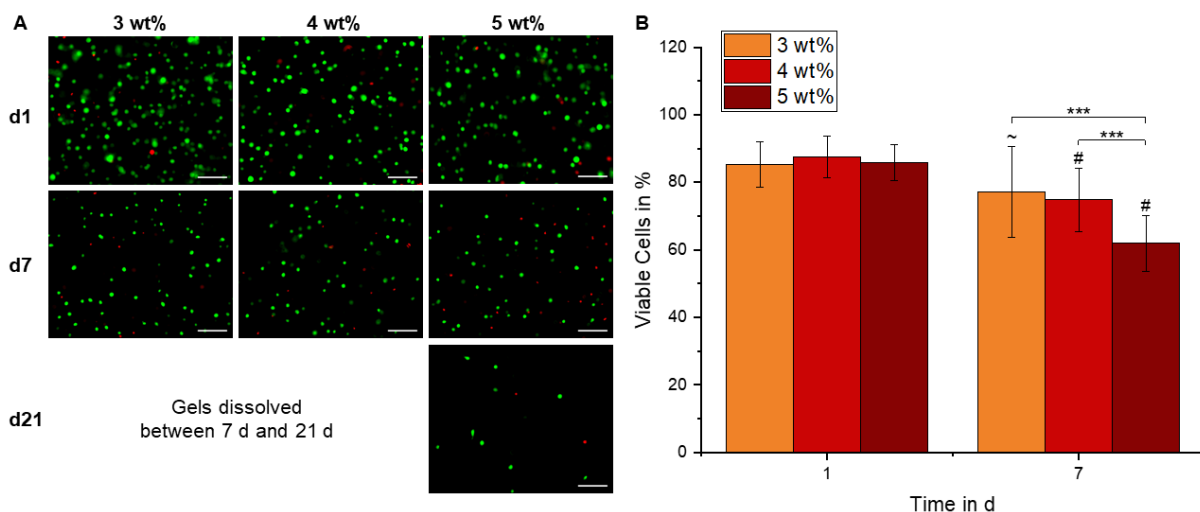 A
3 wt%
4 wt%
5 wt%
d1
d7
d21
Gels dissolved
between 7 d and 21 d
B
120
100
80
60
40
20
0
Viable Cells in %
3 wt%
4 wt%
5 wt%
***
***
~
#
#
1
7
Time in d